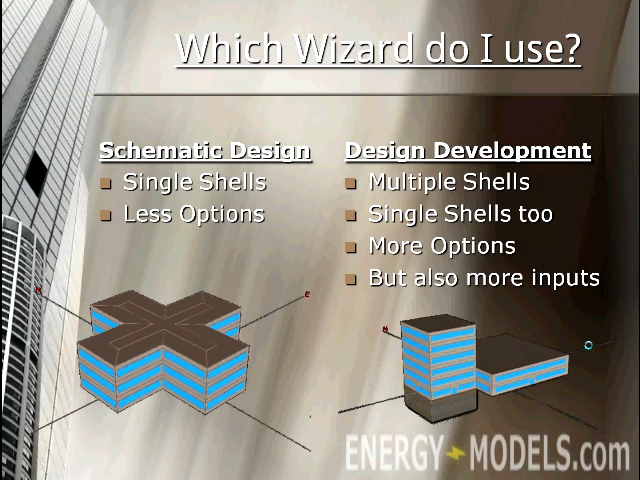 Which Wizard do I use?
Schematic Design
Single Shells
Less Options
Design Development
Multiple Shells
Single Shells too
More Options
But also more inputs
ENERGY MODELS.com